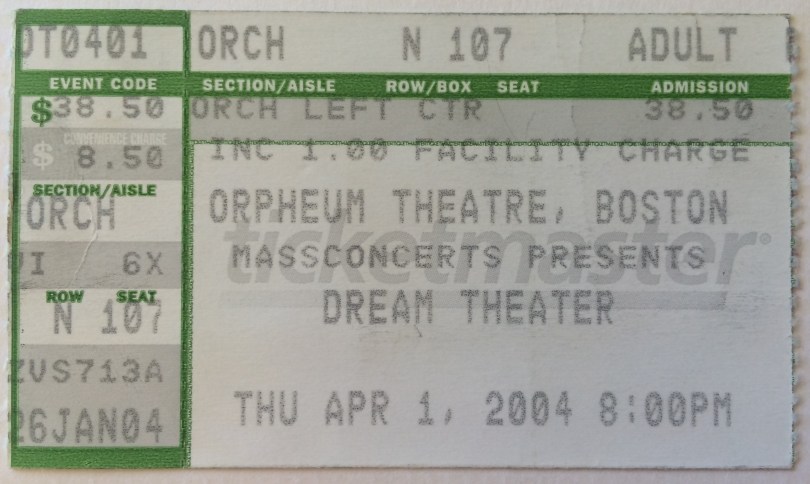 OT0401 ORCH N 107 ADULT
EVENT CODE SECTION/AISLE ROW/BOX SEAT ADMISSION
$38.50 ORCH LEFT CTR 38.50
CONVENIENCE CHARGE
$ 8.50 INC 1.00 FACILITY CHARGE
SECTION/AISLE
ORCH ORPHEUM THEATRE, BOSTON
ticketmaster®
VI 6X MASSCONCERTS PRESENTS
ROW SEAT
N 107 DREAM THEATER
ZVS713A
26JAN04 THU APR 1, 2004 8:00PM